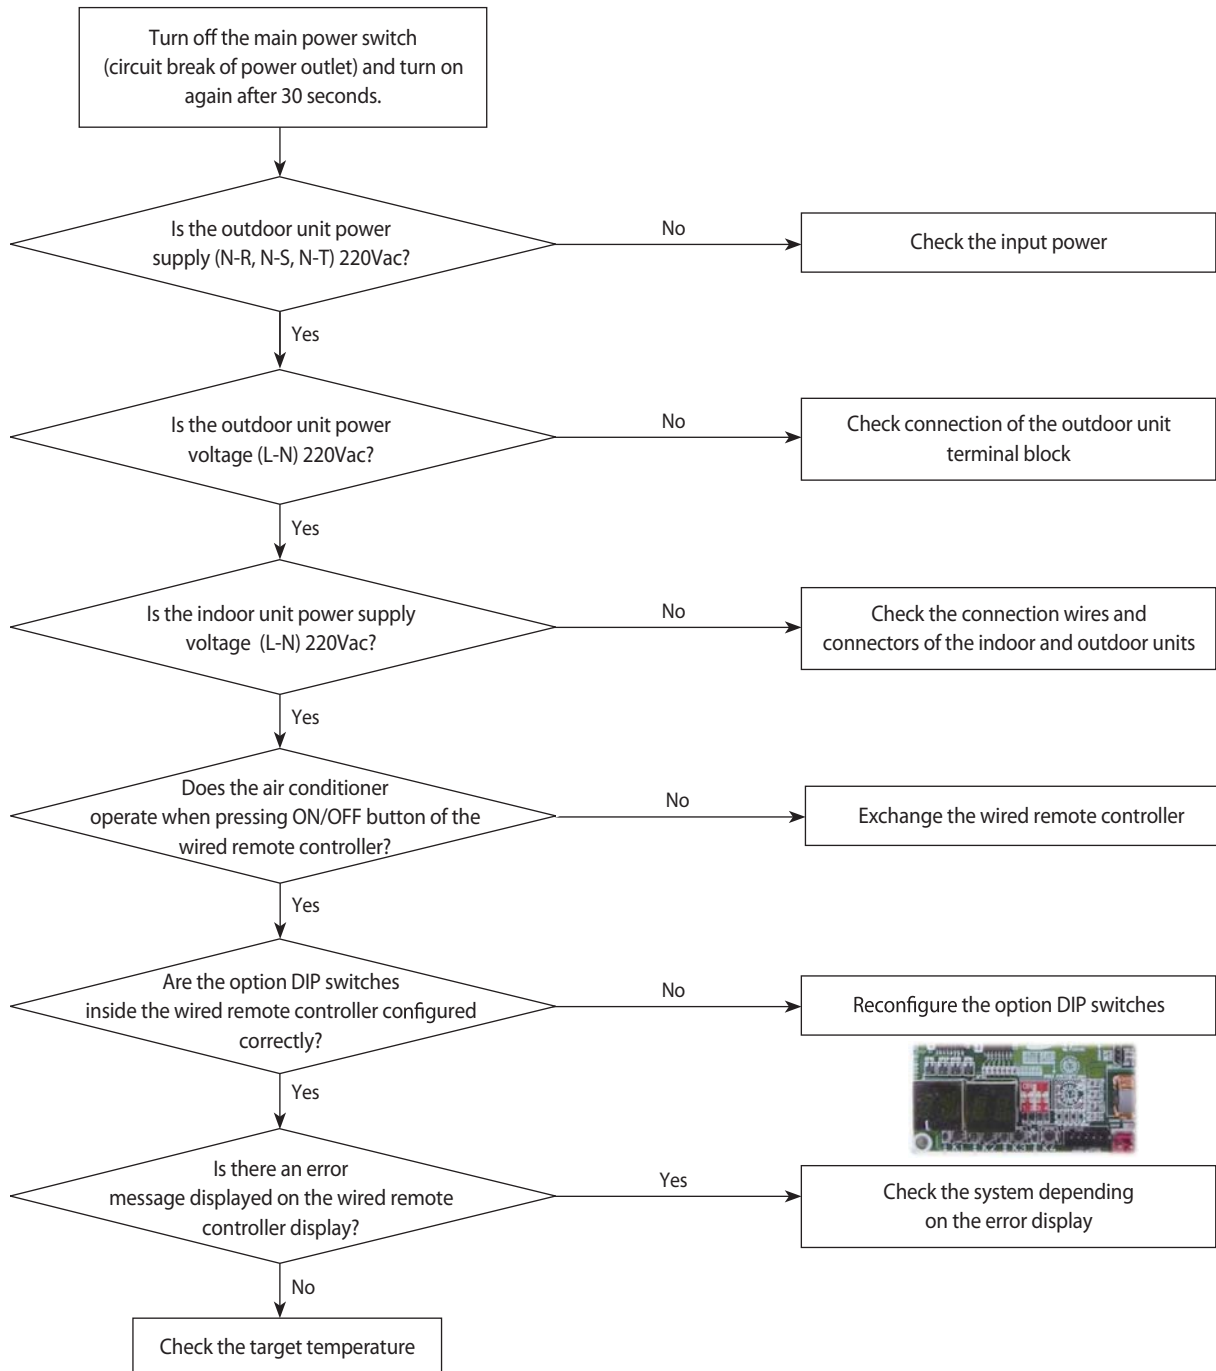 Turn off the main power switch
(circuit break of power outlet) and turn on
again after 30 seconds.
Is the outdoor unit power
supply (N-R, N-S, N-T) 220Vac?
No
Check the input power
Yes
Is the outdoor unit power
voltage (L-N) 220Vac?
No
Check connection of the outdoor unit
terminal block
Yes
Is the indoor unit power supply
voltage (L-N) 220Vac?
No
Check the connection wires and
connectors of the indoor and outdoor units
Yes
Does the air conditioner
operate when pressing ON/OFF button of the
wired remote controller?
No
Exchange the wired remote controller
Yes
Are the option DIP switches
inside the wired remote controller configured
correctly?
No
Reconfigure the option DIP switches
Yes
Is there an error
message displayed on the wired remote
controller display?
Yes
Check the system depending
on the error display
No
Check the target temperature